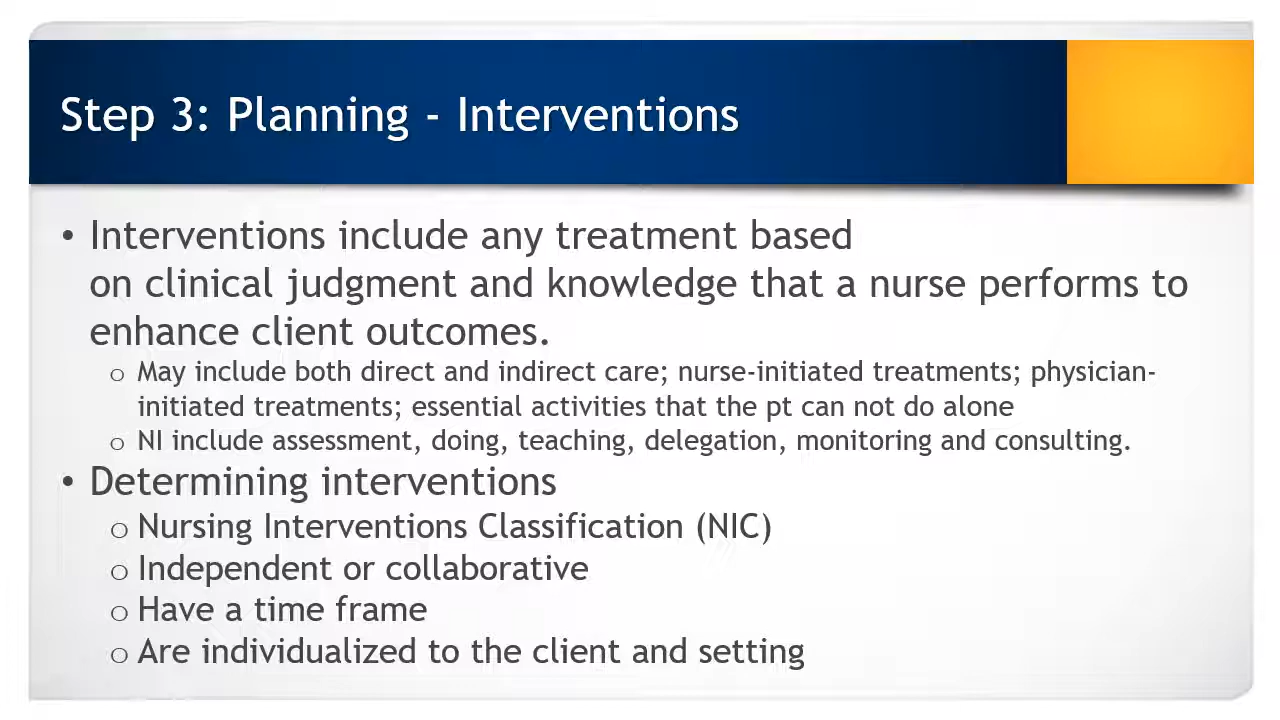 Step 3: Planning - Interventions
• Interventions include any treatment based
on clinical judgment and knowledge that a nurse performs to
enhance client outcomes.
o May include both direct and indirect care; nurse-initiated treatments; physician-
initiated treatments; essential activities that the pt can not do alone
o NI include assessment, doing, teaching, delegation, monitoring and consulting.
• Determining interventions
o Nursing Interventions Classification (NIC)
o Independent or collaborative
o Have a time frame
o Are individualized to the client and setting